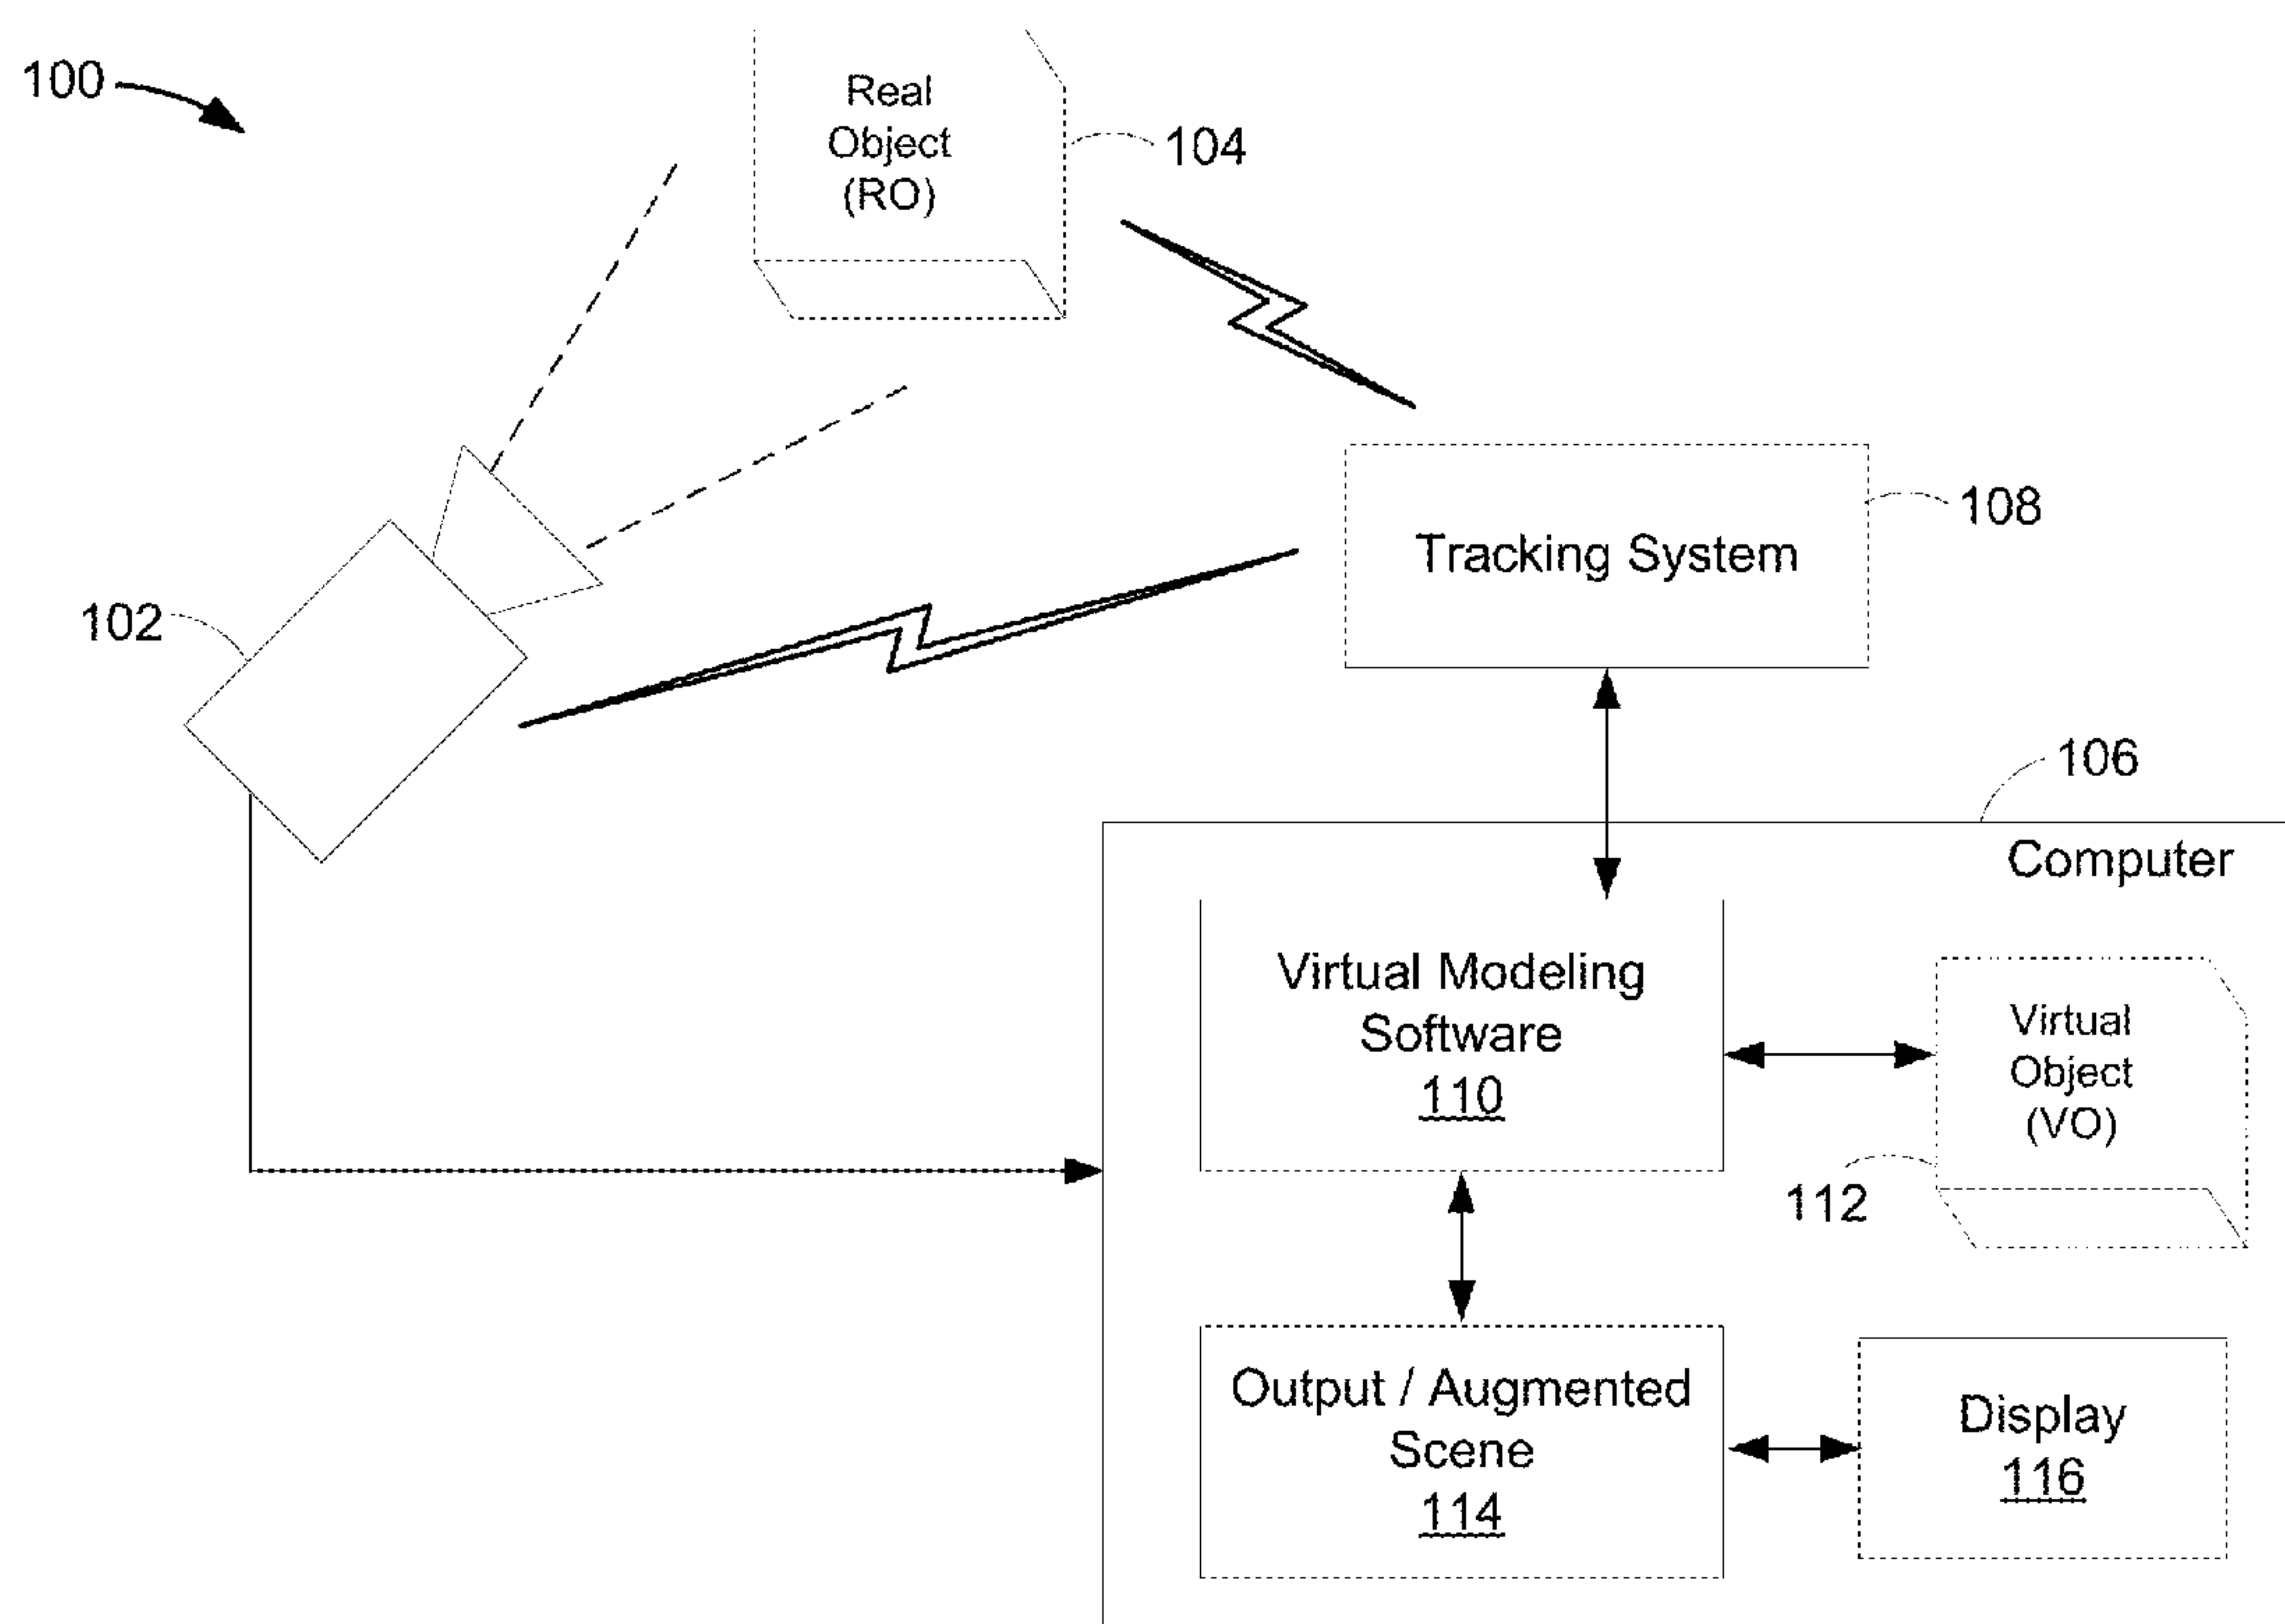 100
Real
Object
(RO)
104
Tracking System
108
102
106
Computer
Virtual Modeling
Software
110
Virtual
Object
(VO)
112
Output / Augmented
Scene
114
Display
116